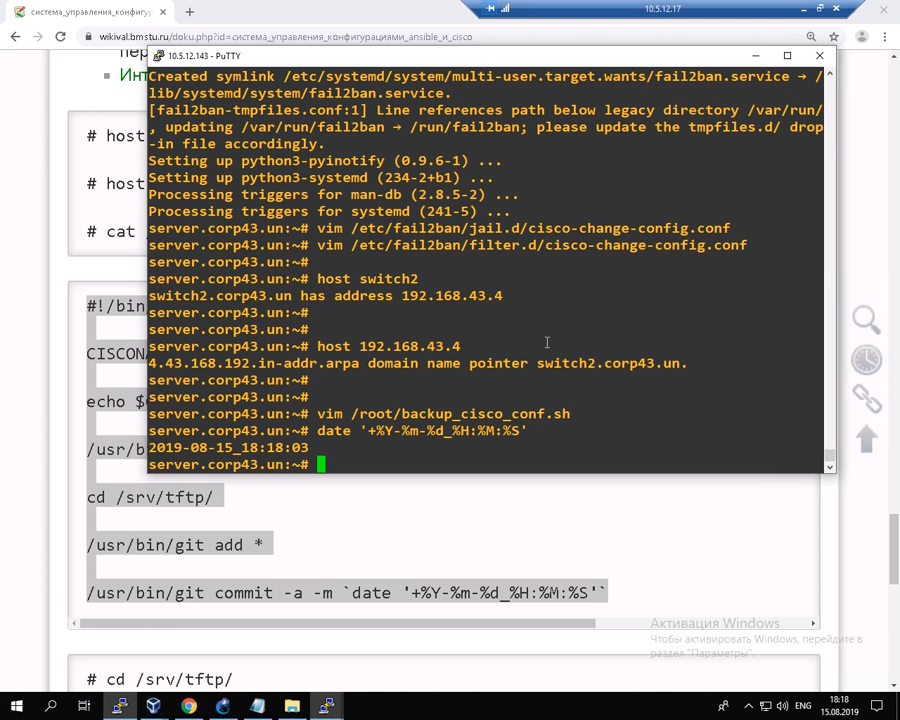 система_управления_конфигу
10.5.12.17
wikival.bmstu.ru/doku.php?id=система_управления_конфигурациями_ansible_и_cisco
пер
Инт
# host
# host
# cat
#!/bin
CISCONA
echo $
/usr/b
cd /srv/tftp/
/usr/bin/git add *
/usr/bin/git commit -a -m `date '+%Y-%m-%d_%H:%M:%S'`
# cd /srv/tftp/
10.5.12.143 - PuTTY
Created symlink /etc/systemd/system/multi-user.target.wants/fail2ban.service → /
lib/systemd/system/fail2ban.service.
[fail2ban-tmpfiles.conf:1] Line references path below legacy directory /var/run/
, updating /var/run/fail2ban → /run/fail2ban; please update the tmpfiles.d/ drop
-in file accordingly.
Setting up python3-pyinotify (0.9.6-1) ...
Setting up python3-systemd (234-2+b1) ...
Processing triggers for man-db (2.8.5-2) ...
Processing triggers for systemd (241-5) ...
server.corp43.un:~# vim /etc/fail2ban/jail.d/cisco-change-config.conf
server.corp43.un:~# vim /etc/fail2ban/filter.d/cisco-change-config.conf
server.corp43.un:~#
server.corp43.un:~# host switch2
switch2.corp43.un has address 192.168.43.4
server.corp43.un:~#
server.corp43.un:~#
server.corp43.un:~# host 192.168.43.4
4.43.168.192.in-addr.arpa domain name pointer switch2.corp43.un.
server.corp43.un:~#
server.corp43.un:~#
server.corp43.un:~# vim /root/backup_cisco_conf.sh
server.corp43.un:~# date '+%Y-%m-%d_%H:%M:%S'
2019-08-15_18:18:03
server.corp43.un:~#
Активация Windows
Чтобы активировать Windows, перейдите в
раздел "Параметры".
ENG
18:18
15.08.2019